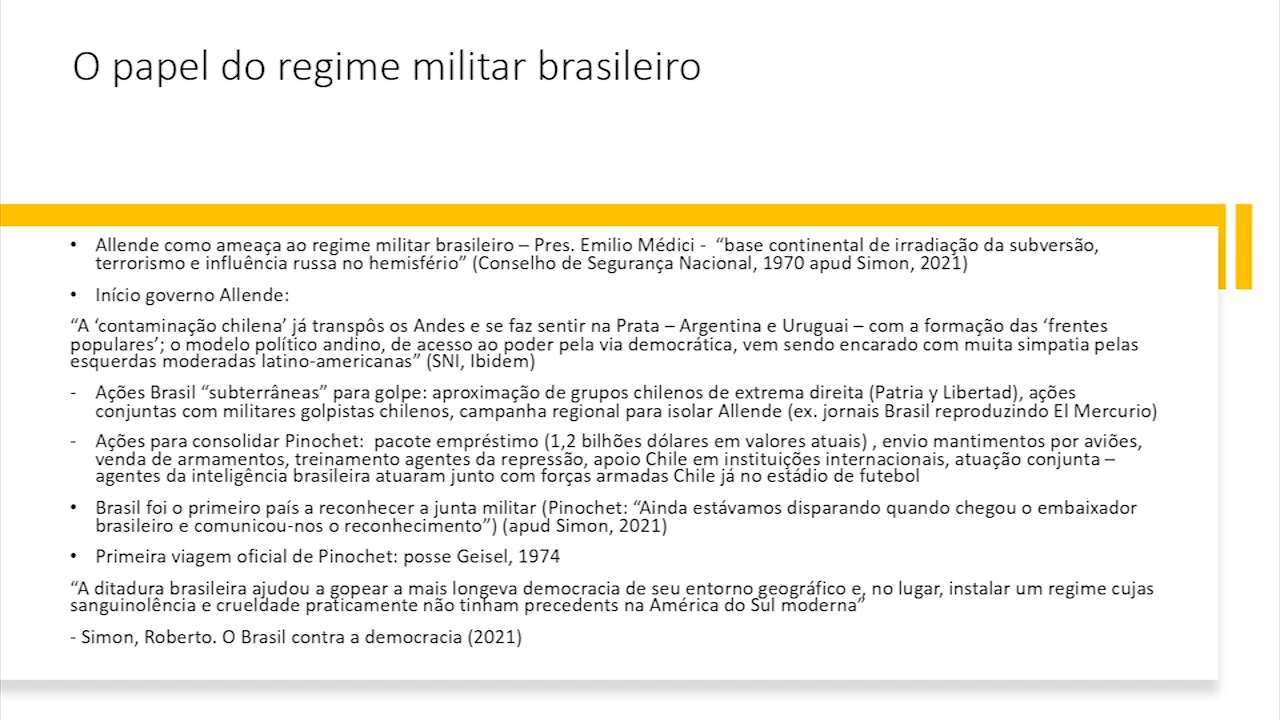 O papel do regime militar brasileiro
• Allende como ameaça ao regime militar brasileiro – Pres. Emilio Médici - “base continental de irradiação da subversão,
terrorismo e influência russa no hemisfério” (Conselho de Segurança Nacional, 1970 apud Simon, 2021)
• Início governo Allende:
“A ‘contaminação chilena’ já transpôs os Andes e se faz sentir na Prata – Argentina e Uruguai – com a formação das ‘frentes
populares’; o modelo político andino, de acesso ao poder pela via democrática, vem sendo encarado com muita simpatia pelas
esquerdas moderadas latino-americanas” (SNI, Ibidem)
- Ações Brasil “subterrâneas” para golpe: aproximação de grupos chilenos de extrema direita (Patria y Libertad), ações
conjuntas com militares golpistas chilenos, campanha regional para isolar Allende (ex. jornais Brasil reproduzindo El Mercurio)
- Ações para consolidar Pinochet: pacote empréstimo (1,2 bilhões dólares em valores atuais) , envio mantimentos por aviões,
venda de armamentos, treinamento agentes da repressão, apoio Chile em instituições internacionais, atuação conjunta –
agentes da inteligência brasileira atuaram junto com forças armadas Chile já no estádio de futebol
• Brasil foi o primeiro país a reconhecer a junta militar (Pinochet: “Ainda estávamos disparando quando chegou o embaixador
brasileiro e comunicou-nos o reconhecimento”) (apud Simon, 2021)
• Primeira viagem oficial de Pinochet: posse Geisel, 1974
“A ditadura brasileira ajudou a gopear a mais longeva democracia de seu entorno geográfico e, no lugar, instalar um regime cujas
sanguinolência e crueldade praticamente não tinham precedents na América do Sul moderna”
- Simon, Roberto. O Brasil contra a democracia (2021)